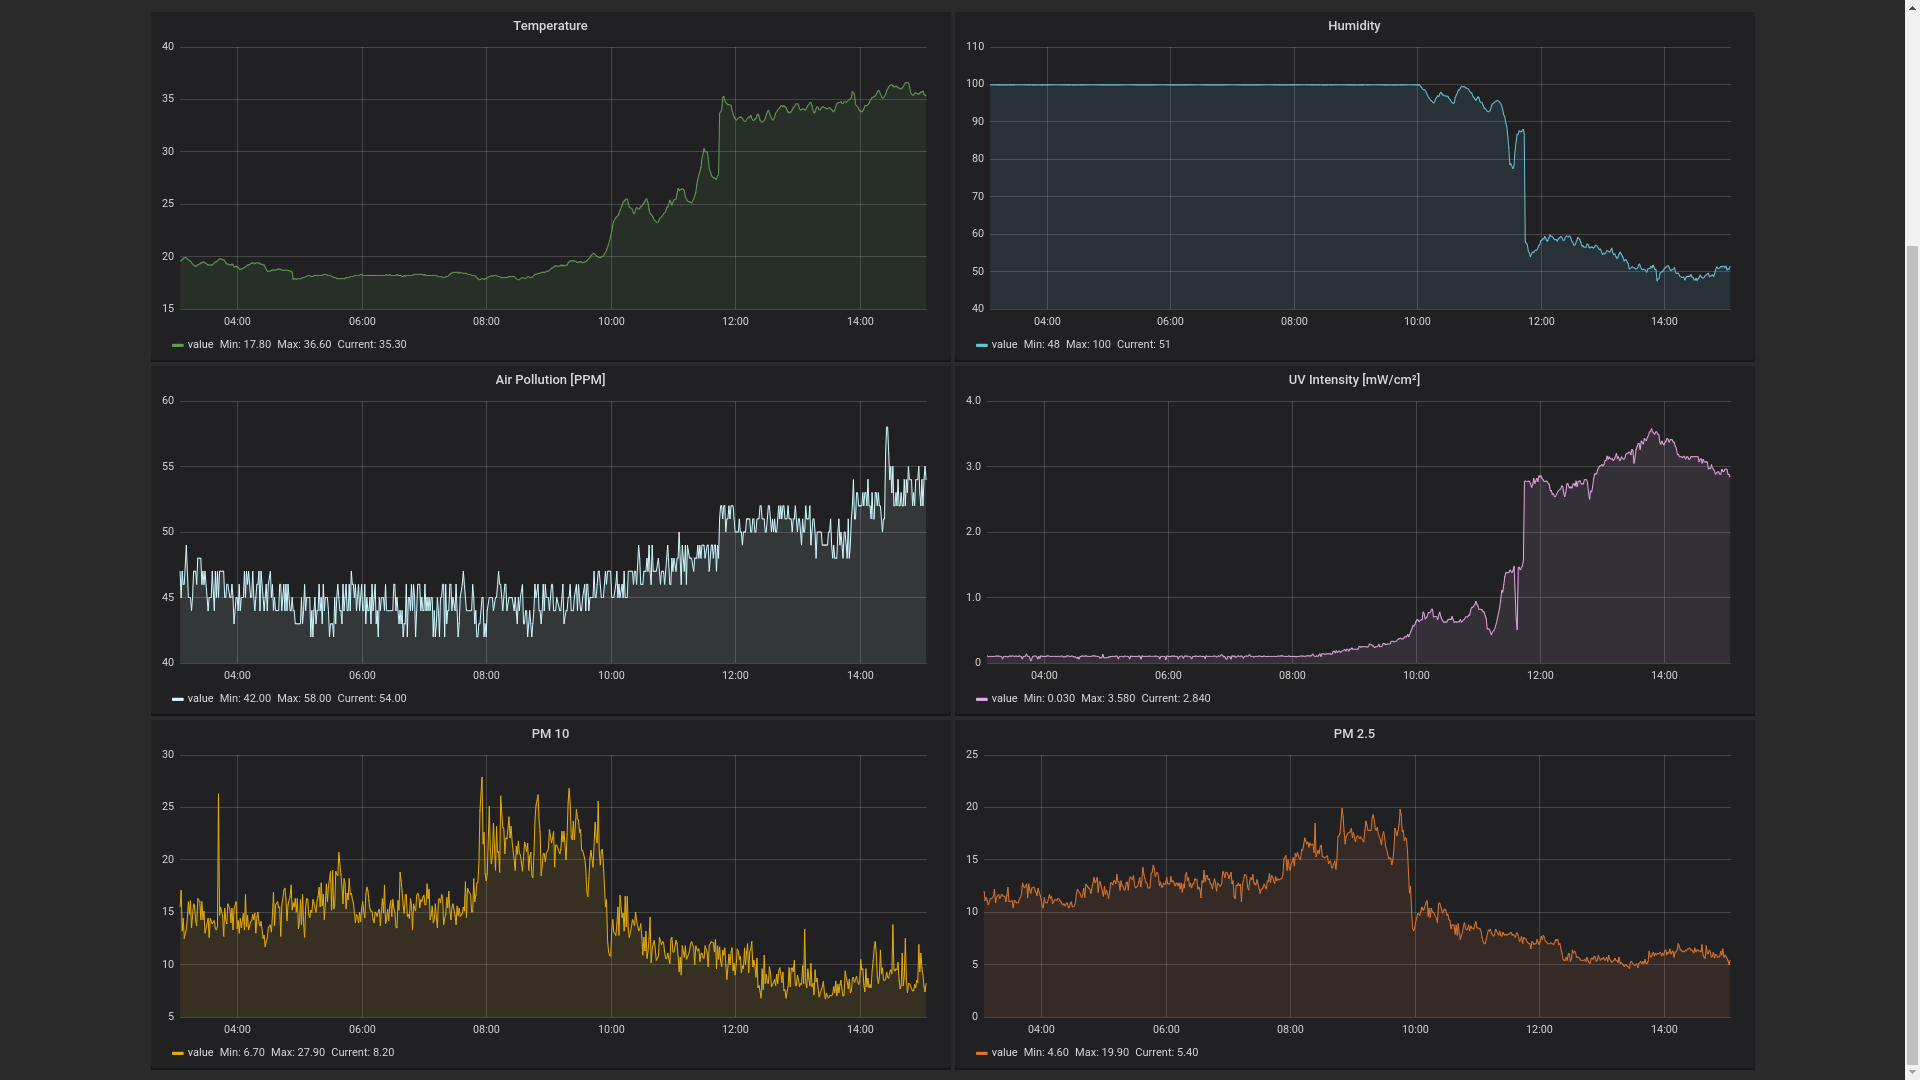 Temperature
40
35
30
25
20
15
04:00 06:00 08:00 10:00 12:00 14:00
value Min: 17.80 Max: 36.60 Current: 35.30
Humidity
110
100
90
80
70
60
50
40
04:00 06:00 08:00 10:00 12:00 14:00
value Min: 48 Max: 100 Current: 51
Air Pollution [PPM]
60
55
50
45
40
04:00 06:00 08:00 10:00 12:00 14:00
value Min: 42.00 Max: 58.00 Current: 54.00
UV Intensity [mW/cm²]
4.0
3.0
2.0
1.0
0
04:00 06:00 08:00 10:00 12:00 14:00
value Min: 0.030 Max: 3.580 Current: 2.840
PM 10
30
25
20
15
10
5
04:00 06:00 08:00 10:00 12:00 14:00
value Min: 6.70 Max: 27.90 Current: 8.20
PM 2.5
25
20
15
10
5
0
04:00 06:00 08:00 10:00 12:00 14:00
value Min: 4.60 Max: 19.90 Current: 5.40